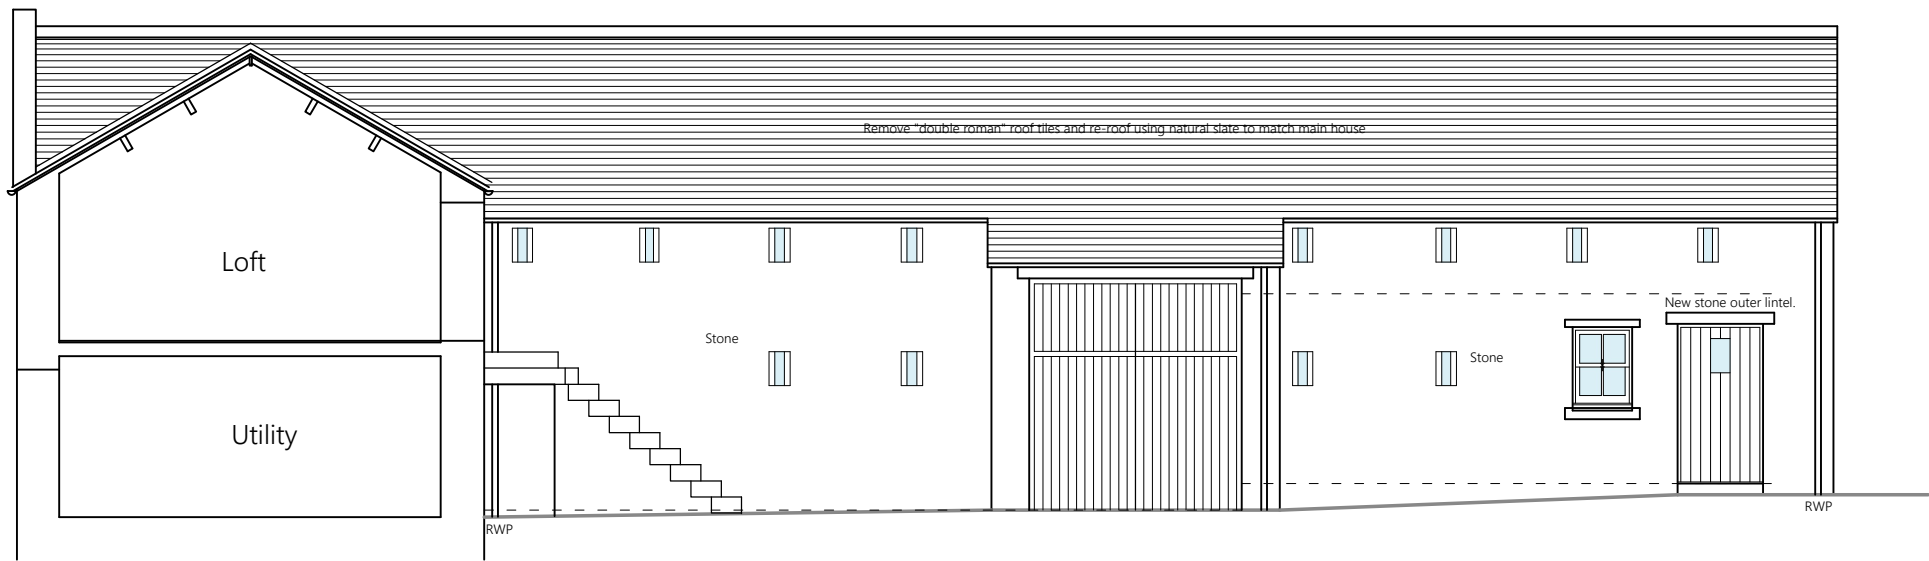 Remove "double roman" roof tiles and re-roof using natural slate to match main house
Loft
New stone outer lintel.
Stone
Stone
Utility
RWP
RWP